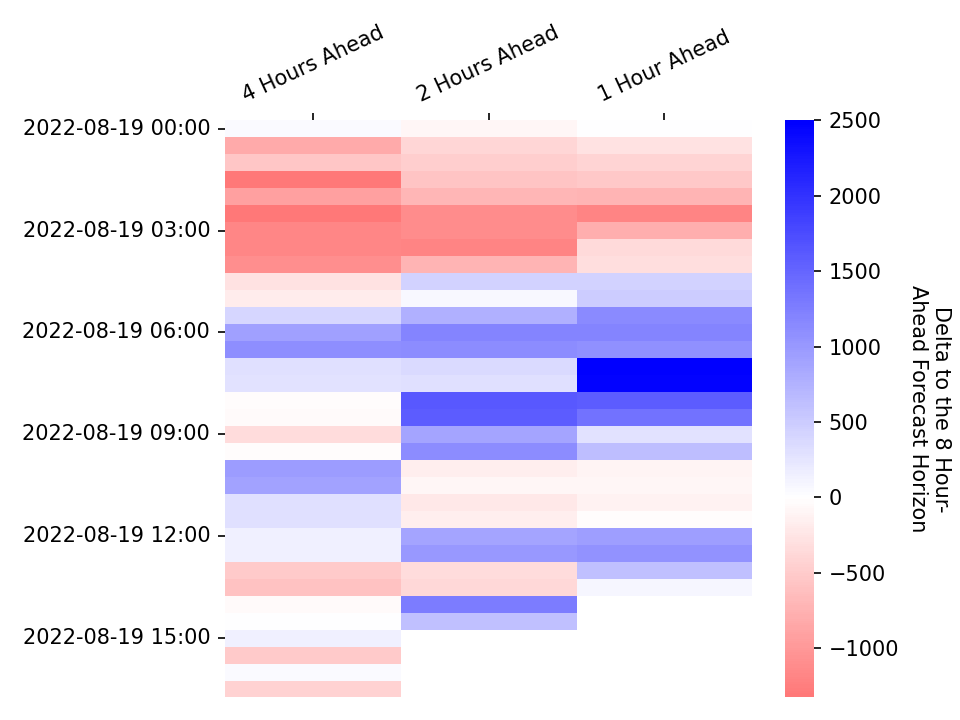 4 Hours Ahead
2 Hours Ahead
1 Hour Ahead
2022-08-19 00:00
2022-08-19 03:00
2022-08-19 06:00
2022-08-19 09:00
2022-08-19 12:00
2022-08-19 15:00
2500
2000
1500
1000
500
0
−500
−1000
Delta to the 8 Hour-
Ahead Forecast Horizon